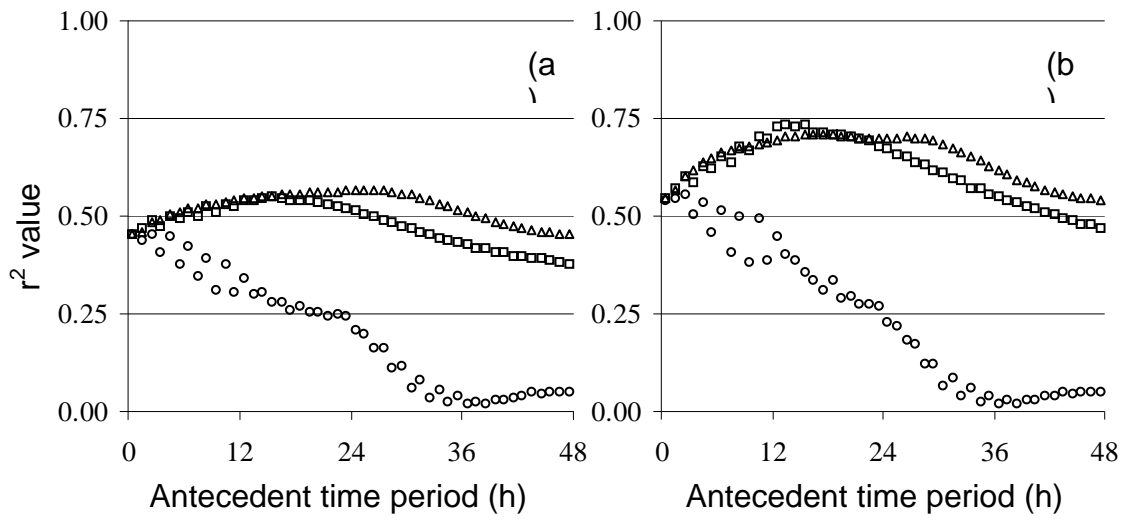 1.00
0.75
0.50
0.25
0.00
r² value
0 12 24 36 48
Antecedent time period (h)
(a
)
1.00
0.75
0.50
0.25
0.00
0 12 24 36 48
Antecedent time period (h)
(b
)